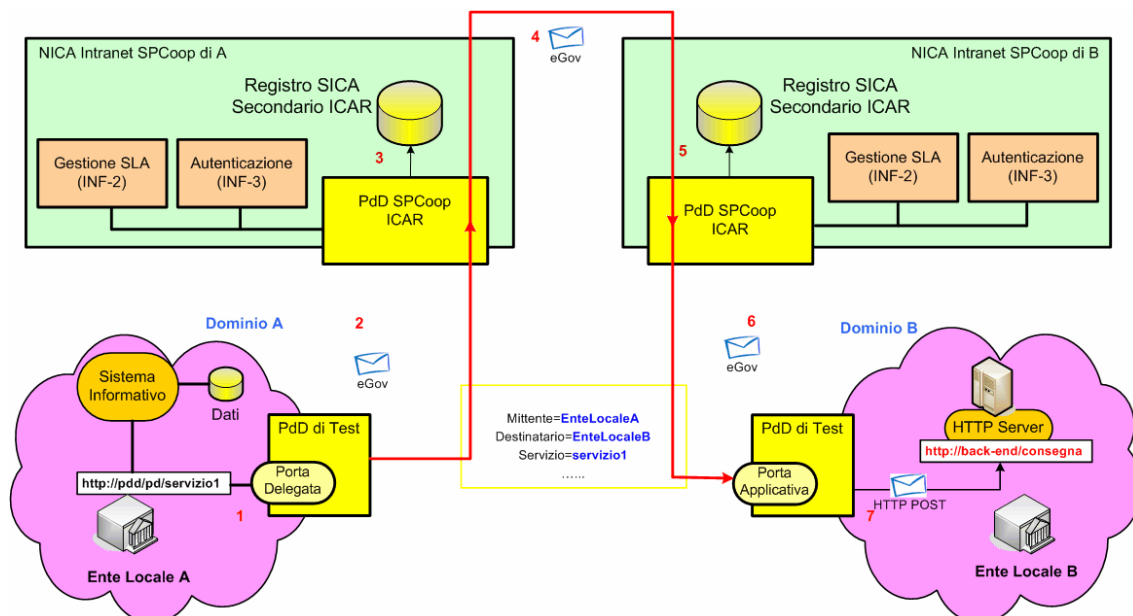 NICA Intranet SPCoop di A
Registro SICA
Secondario ICAR
Gestione SLA
(INF-2)
Autenticazione
(INF-3)
3
PdD SPCoop
ICAR
4
eGov
NICA Intranet SPCoop di B
Registro SICA
Secondario ICAR
5
Gestione SLA
(INF-2)
Autenticazione
(INF-3)
PdD SPCoop
ICAR
Dominio A
2
eGov
Sistema
Informativo
Dati
PdD di Test
http://pdd/pd/servizio1
Porta
Delegata
1
Ente Locale A
Mittente=EnteLocaleA
Destinatario=EnteLocaleB
Servizio=servizio1
......
6
eGov
Dominio B
PdD di Test
Porta
Applicativa
HTTP Server
http://back-end/consegna
HTTP POST
7
Ente Locale B